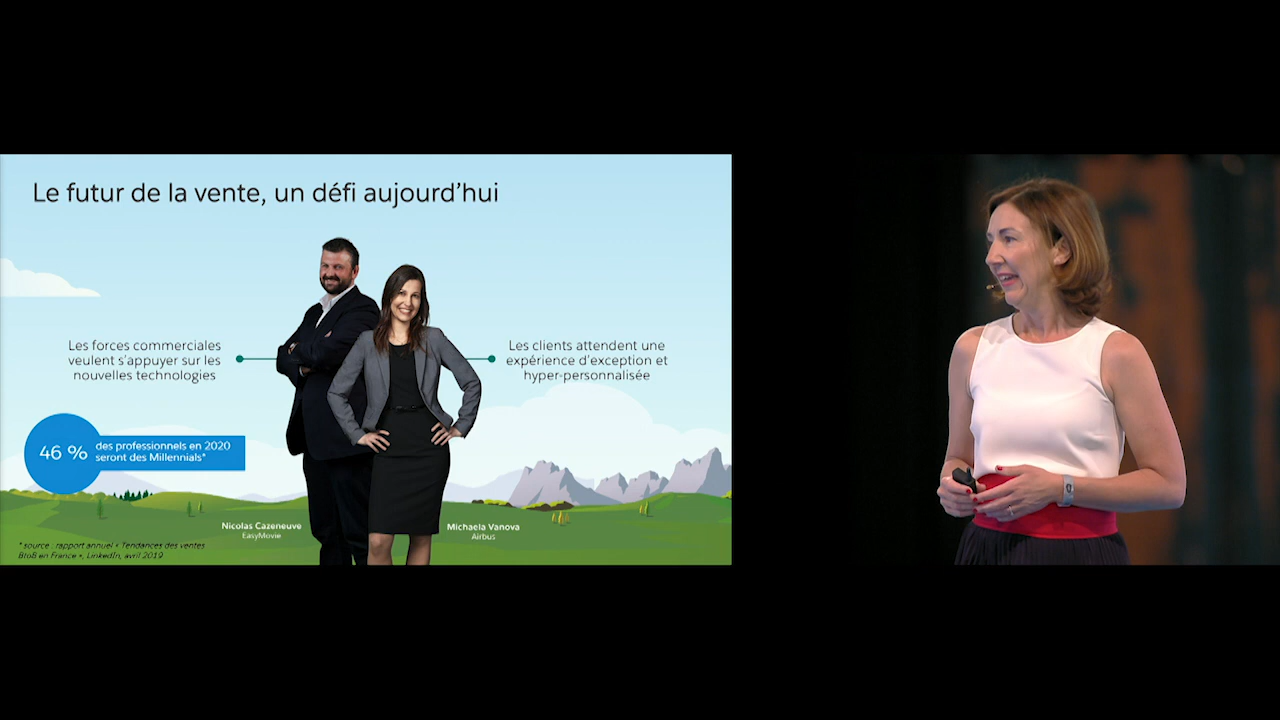 Le futur de la vente, un défi aujourd'hui
Les forces commerciales
veulent s'appuyer sur les
nouvelles technologies
Les clients attendent une
expérience d'exception et
hyper-personnalisée
46 %
des professionnels en 2020
seront des Millennials*
Nicolas Cazeneuve
EasyMovie
Michaela Vanova
Airbus
* source : rapport annuel « Tendances des ventes
BtoB en France », LinkedIn, avril 2019